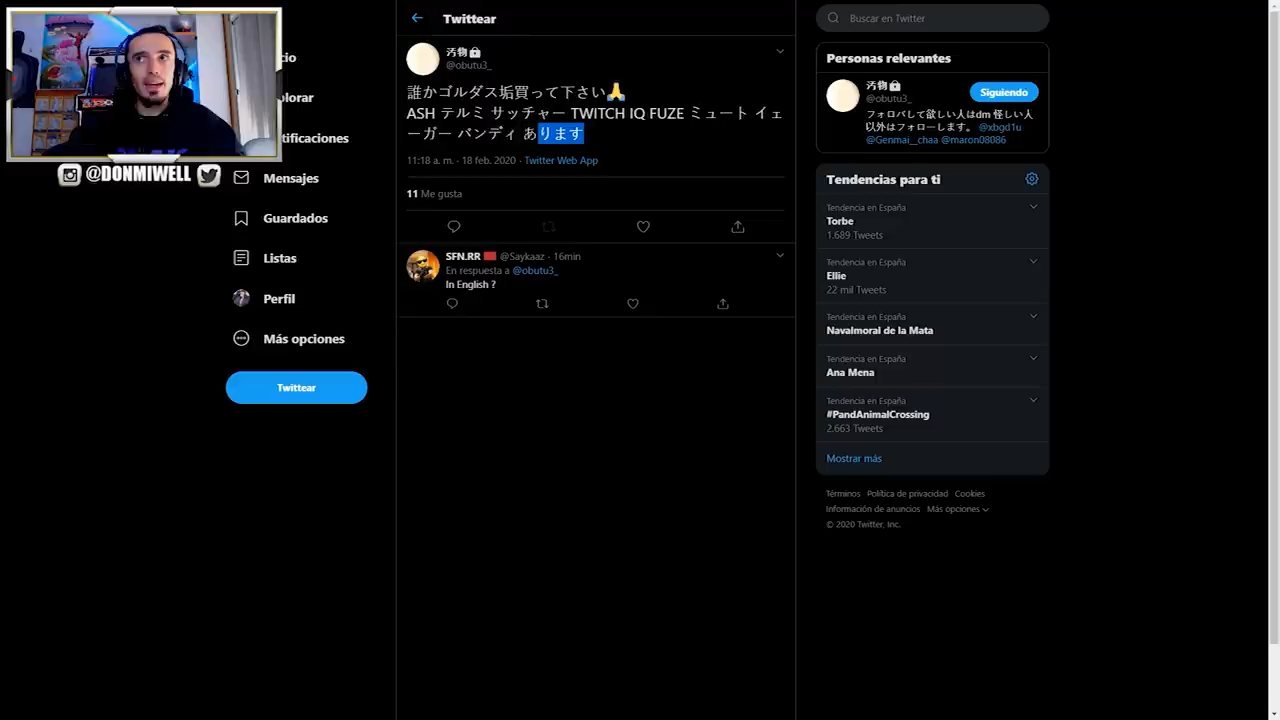 @DONMIWELL
io
orar
tificaciones
Mensajes
Guardados
Listas
Perfil
Más opciones
Twittear
Twittear
汚物
@obutu3_
誰かゴルダス垢買って下さい🙏
ASH テルミ サッチャー TWITCH IQ FUZE ミュート イェ
ーガー バンディ あります
11:18 a. m. · 18 feb. 2020 · Twitter Web App
11 Me gusta
SFN.RR @Saykaaz · 16min
En respuesta a @obutu3_
In English ?
Buscar en Twitter
Personas relevantes
汚物
@obutu3_
Siguiendo
フォロバして欲しい人はdm 怪しい人
以外はフォローします。 @xbgd1u
@Genmai__chaa @maron08086
Tendencias para ti
Tendencia en España
Torbe
1.689 Tweets
Tendencia en España
Ellie
22 mil Tweets
Tendencia en España
Navalmoral de la Mata
Tendencia en España
Ana Mena
Tendencia en España
#PandAnimalCrossing
2.663 Tweets
Mostrar más
Términos Política de privacidad Cookies
Información de anuncios Más opciones
© 2020 Twitter, Inc.